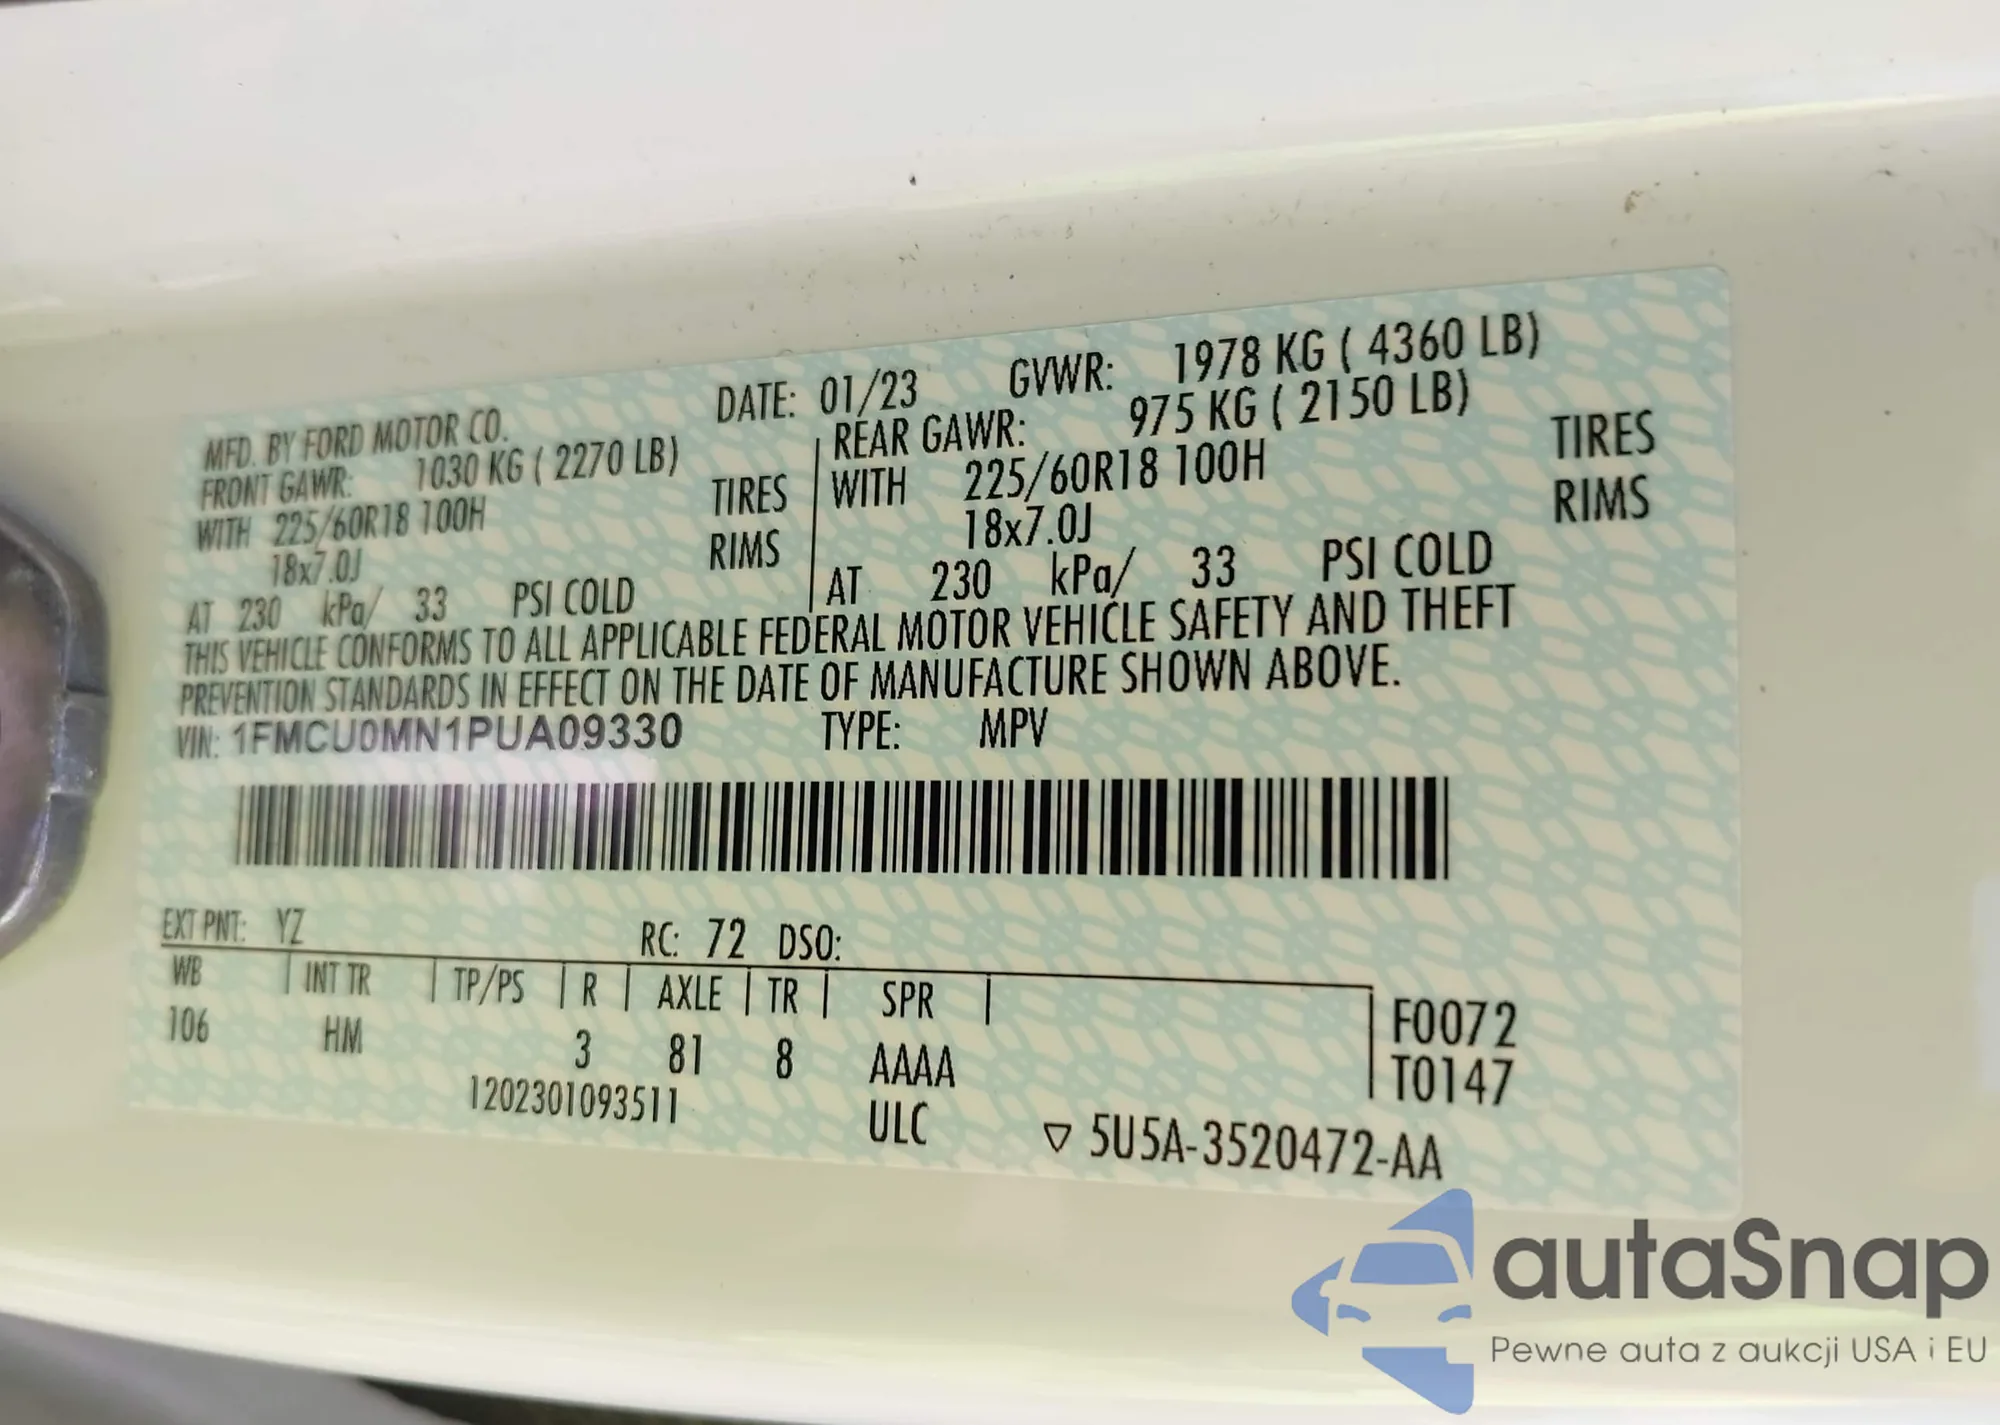 MFD. BY FORD MOTOR CO. DATE: 01/23 GVWR: 1978 KG ( 4360 LB)
FRONT GAWR: 1030 KG ( 2270 LB) REAR GAWR: 975 KG ( 2150 LB)
WITH 225/60R18 100H TIRES WITH 225/60R18 100H TIRES
18x7.0J RIMS 18x7.0J RIMS
AT 230 kPa/ 33 PSI COLD AT 230 kPa/ 33 PSI COLD
THIS VEHICLE CONFORMS TO ALL APPLICABLE FEDERAL MOTOR VEHICLE SAFETY AND THEFT
PREVENTION STANDARDS IN EFFECT ON THE DATE OF MANUFACTURE SHOWN ABOVE.
VIN: 1FMCU0MN1PUA09330 TYPE: MPV
EXT PNT: YZ RC: 72 DSO:
WB INT TR TP/PS R AXLE TR SPR F0072
106 HM 3 81 8 AAAA T0147
1202301093511 ULC ▽ 5U5A-3520472-AA
autaSnap
Pewne auta z aukcji USA i EU